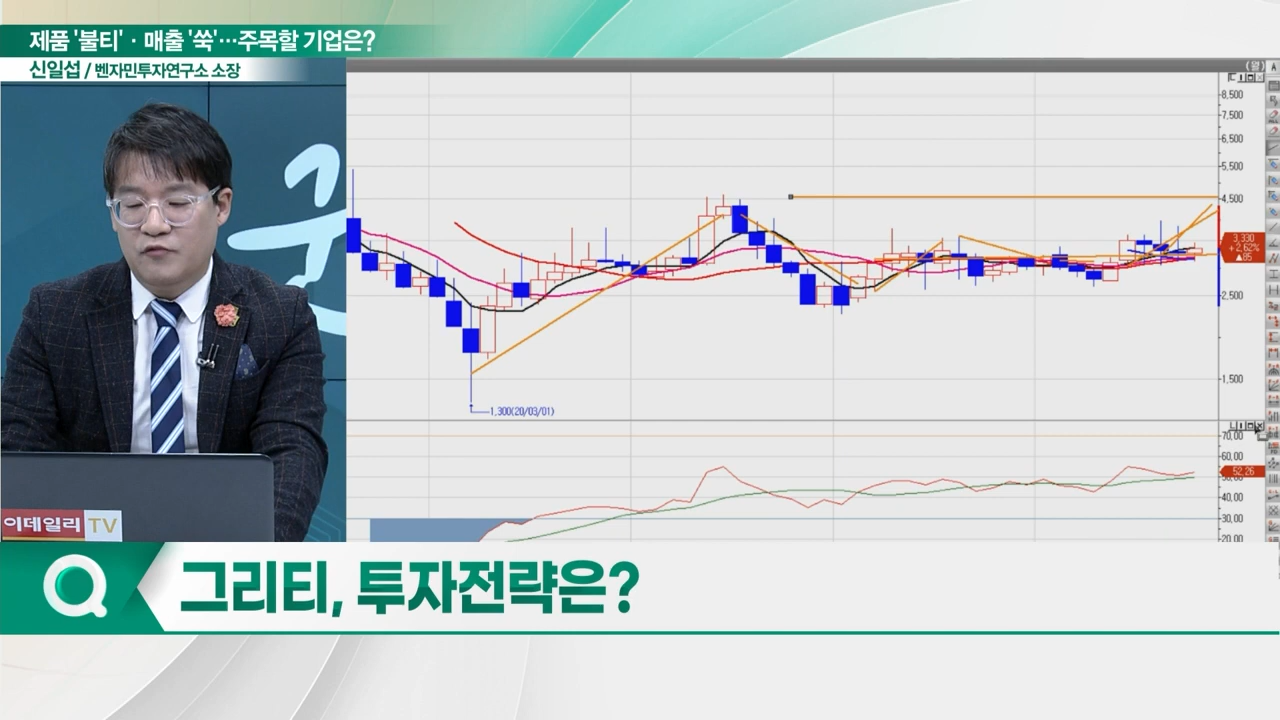 제품 '불티' · 매출 '쑥'…주목할 기업은?
신일섭 / 벤자민투자연구소 소장
(월)
A
8,500
7,500
6,500
5,500
4,500
3,330
+2,62%
▲85
2,500
1,500
1,300(20/03/01)
70,00
60,00
52,26
50,00
40,00
30,00
20,00
이데일리 TV
Q
그리티, 투자전략은?